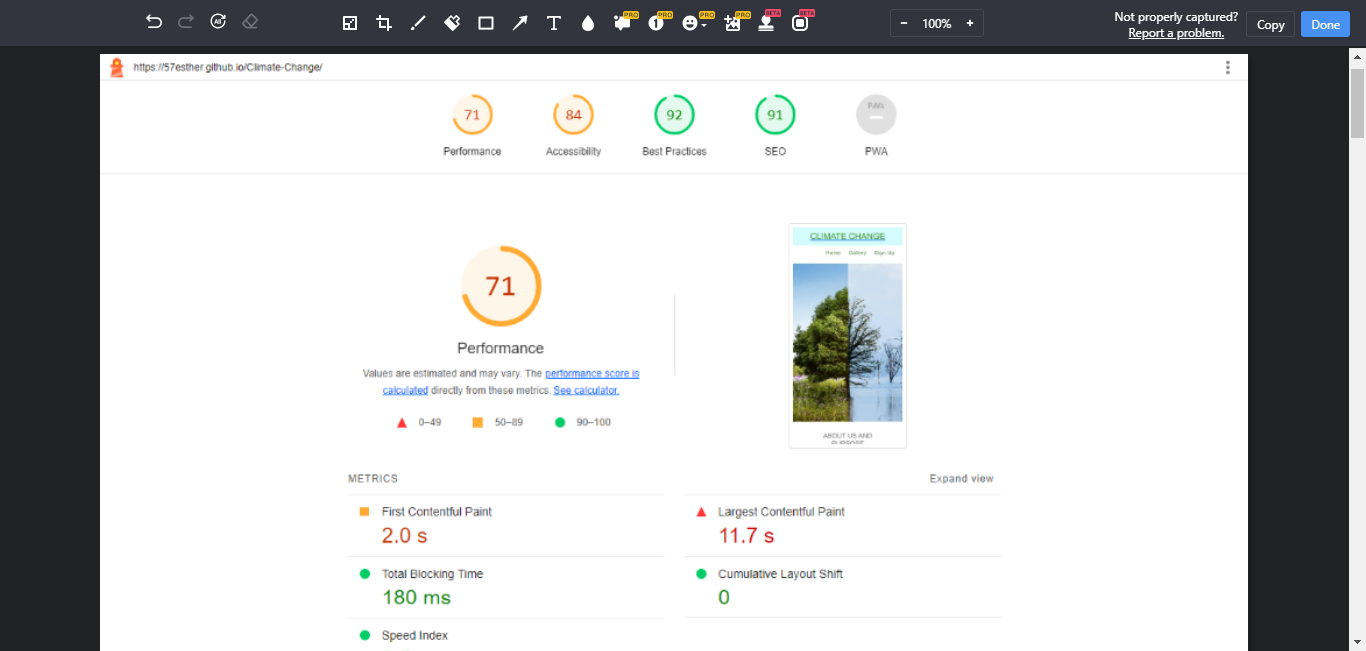 PRO PRO PRO PRO BETA BETA
- 100% +
Not properly captured?
Report a problem.
Copy
Done
https://57esther.github.io/Climate-Change/
71
84
92
91
PWA
Performance
Accessibility
Best Practices
SEO
PWA
71
Performance
Values are estimated and may vary. The performance score is
calculated directly from these metrics. See calculator.
0–49
50–89
90–100
CLIMATE CHANGE
Home Gallery Sign Up
ABOUT US AND
METRICS
Expand view
First Contentful Paint
2.0 s
Largest Contentful Paint
11.7 s
Total Blocking Time
180 ms
Cumulative Layout Shift
0
Speed Index